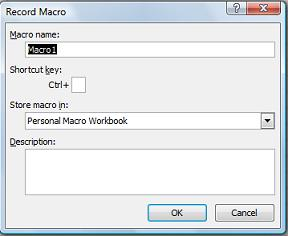 Record Macro
Macro name:
Macro1
Shortcut key:
Ctrl+
Store macro in:
Personal Macro Workbook
Description:
OK Cancel